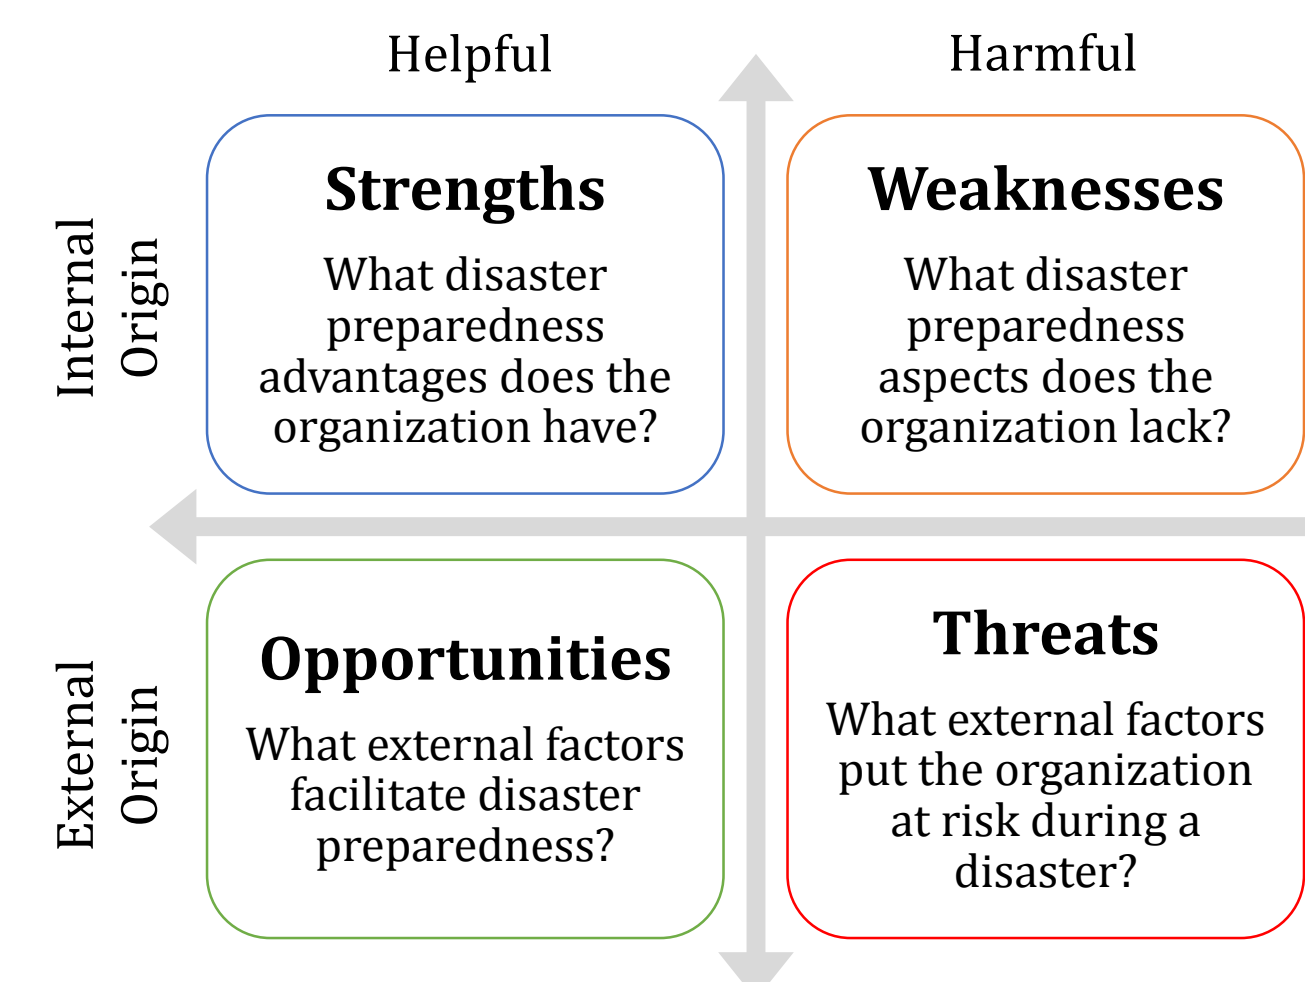 Helpful
Harmful
Internal
Origin
Strengths
What disaster
preparedness
advantages does the
organization have?
Weaknesses
What disaster
preparedness
aspects does the
organization lack?
External
Origin
Opportunities
What external factors
facilitate disaster
preparedness?
Threats
What external factors
put the organization
at risk during a
disaster?